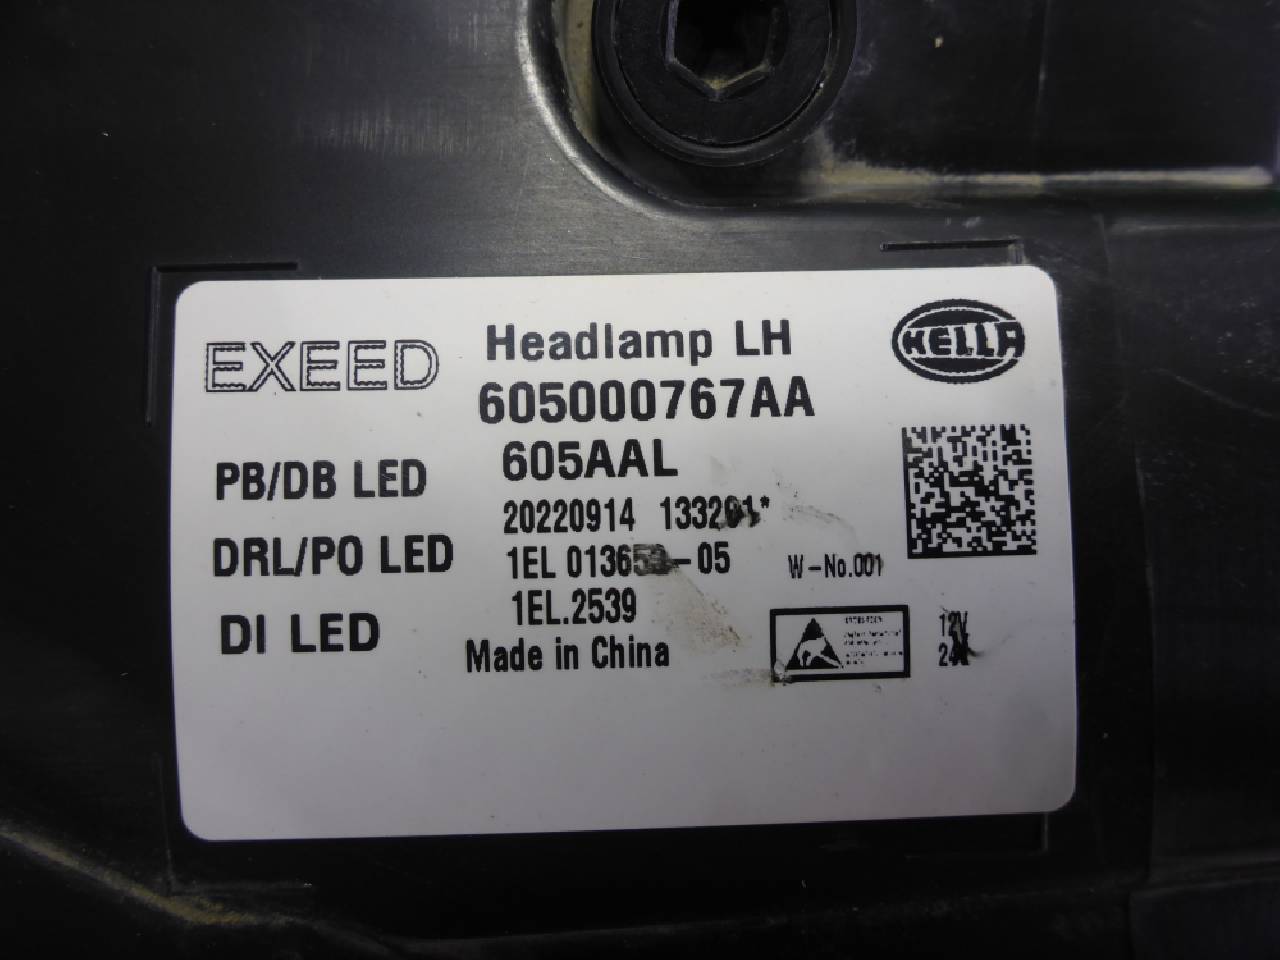 EXEED
Headlamp LH
HELLA
605000767AA
605AAL
PB/DB LED
20220914
DRL/PO LED
1EL -05
W-No.001
DI LED
1EL.2539
12V
Made in China